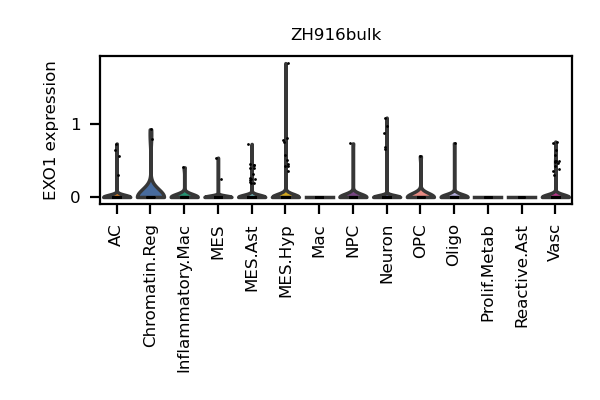 ZH916bulk
EXO1 expression
1
0
AC
Chromatin.Reg
Inflammatory.Mac
MES
MES.Ast
MES.Hyp
Mac
NPC
Neuron
OPC
Oligo
Prolif.Metab
Reactive.Ast
Vasc